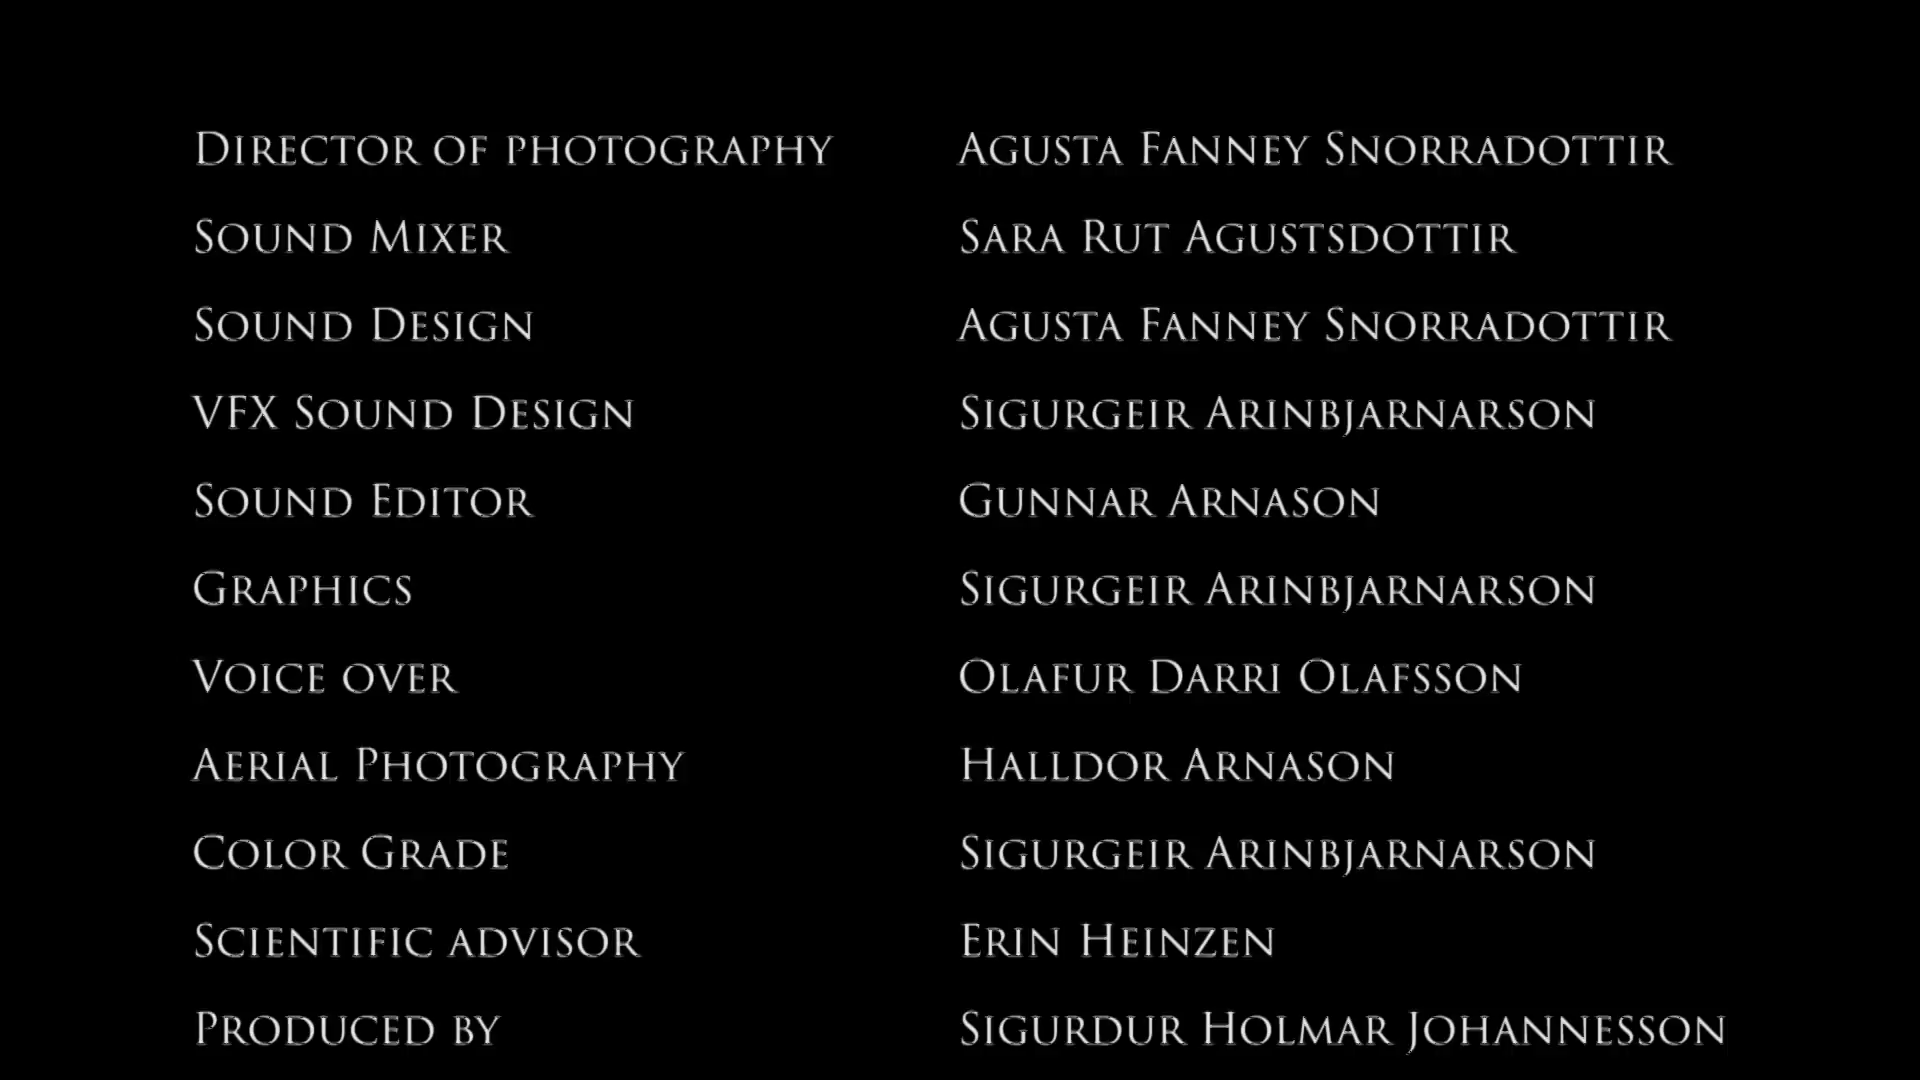 Director of photography Agusta Fanney Snorradottir
Sound Mixer Sara Rut Agustsdottir
Sound Design Agusta Fanney Snorradottir
VFX Sound Design Sigurgeir Arinbjarnarson
Sound Editor Gunnar Arnason
Graphics Sigurgeir Arinbjarnarson
Voice over Olafur Darri Olafsson
Aerial Photography Halldor Arnason
Color Grade Sigurgeir Arinbjarnarson
Scientific advisor Erin Heinzen
Produced by Sigurdur Holmar Johannesson